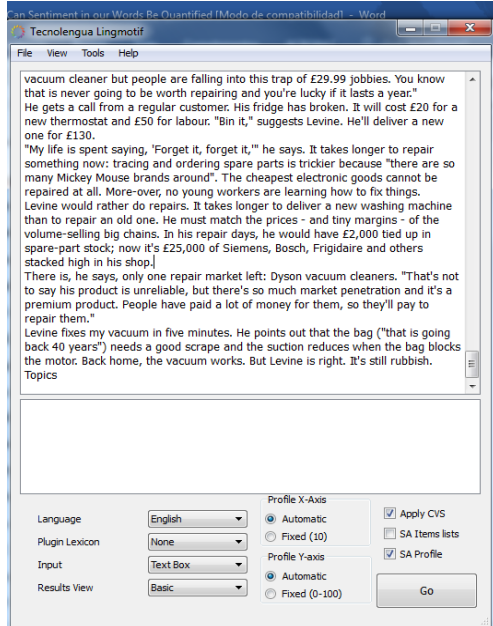 Can Sentiment in our Words Be Quantified [Modo de compatibilidad] - Word
Tecnolengua Lingmotif
File View Tools Help
vacuum cleaner but people are falling into this trap of £29.99 jobbies. You know
that is never going to be worth repairing and you're lucky if it lasts a year."
He gets a call from a regular customer. His fridge has broken. It will cost £20 for a
new thermostat and £50 for labour. "Bin it," suggests Levine. He'll deliver a new
one for £130.
"My life is spent saying, 'Forget it, forget it,'" he says. It takes longer to repair
something now: tracing and ordering spare parts is trickier because "there are so
many Mickey Mouse brands around". The cheapest electronic goods cannot be
repaired at all. More-over, no young workers are learning how to fix things.
Levine would rather do repairs. It takes longer to deliver a new washing machine
than to repair an old one. He must match the prices - and tiny margins - of the
volume-selling big chains. In his repair days, he would have £2,000 tied up in
spare-part stock; now it's £25,000 of Siemens, Bosch, Frigidaire and others
stacked high in his shop.
There is, he says, only one repair market left: Dyson vacuum cleaners. "That's not
to say his product is unreliable, but there's so much market penetration and it's a
premium product. People have paid a lot of money for them, so they'll pay to
repair them."
Levine fixes my vacuum in five minutes. He points out that the bag ("that is going
back 40 years") needs a good scrape and the suction reduces when the bag blocks
the motor. Back home, the vacuum works. But Levine is right. It's still rubbish.
Topics
Profile X-Axis
Language English Automatic Apply CVS
Plugin Lexicon None Fixed (10) SA Items lists
Profile Y-axis SA Profile
Input Text Box Automatic
Results View Basic Fixed (0-100) Go